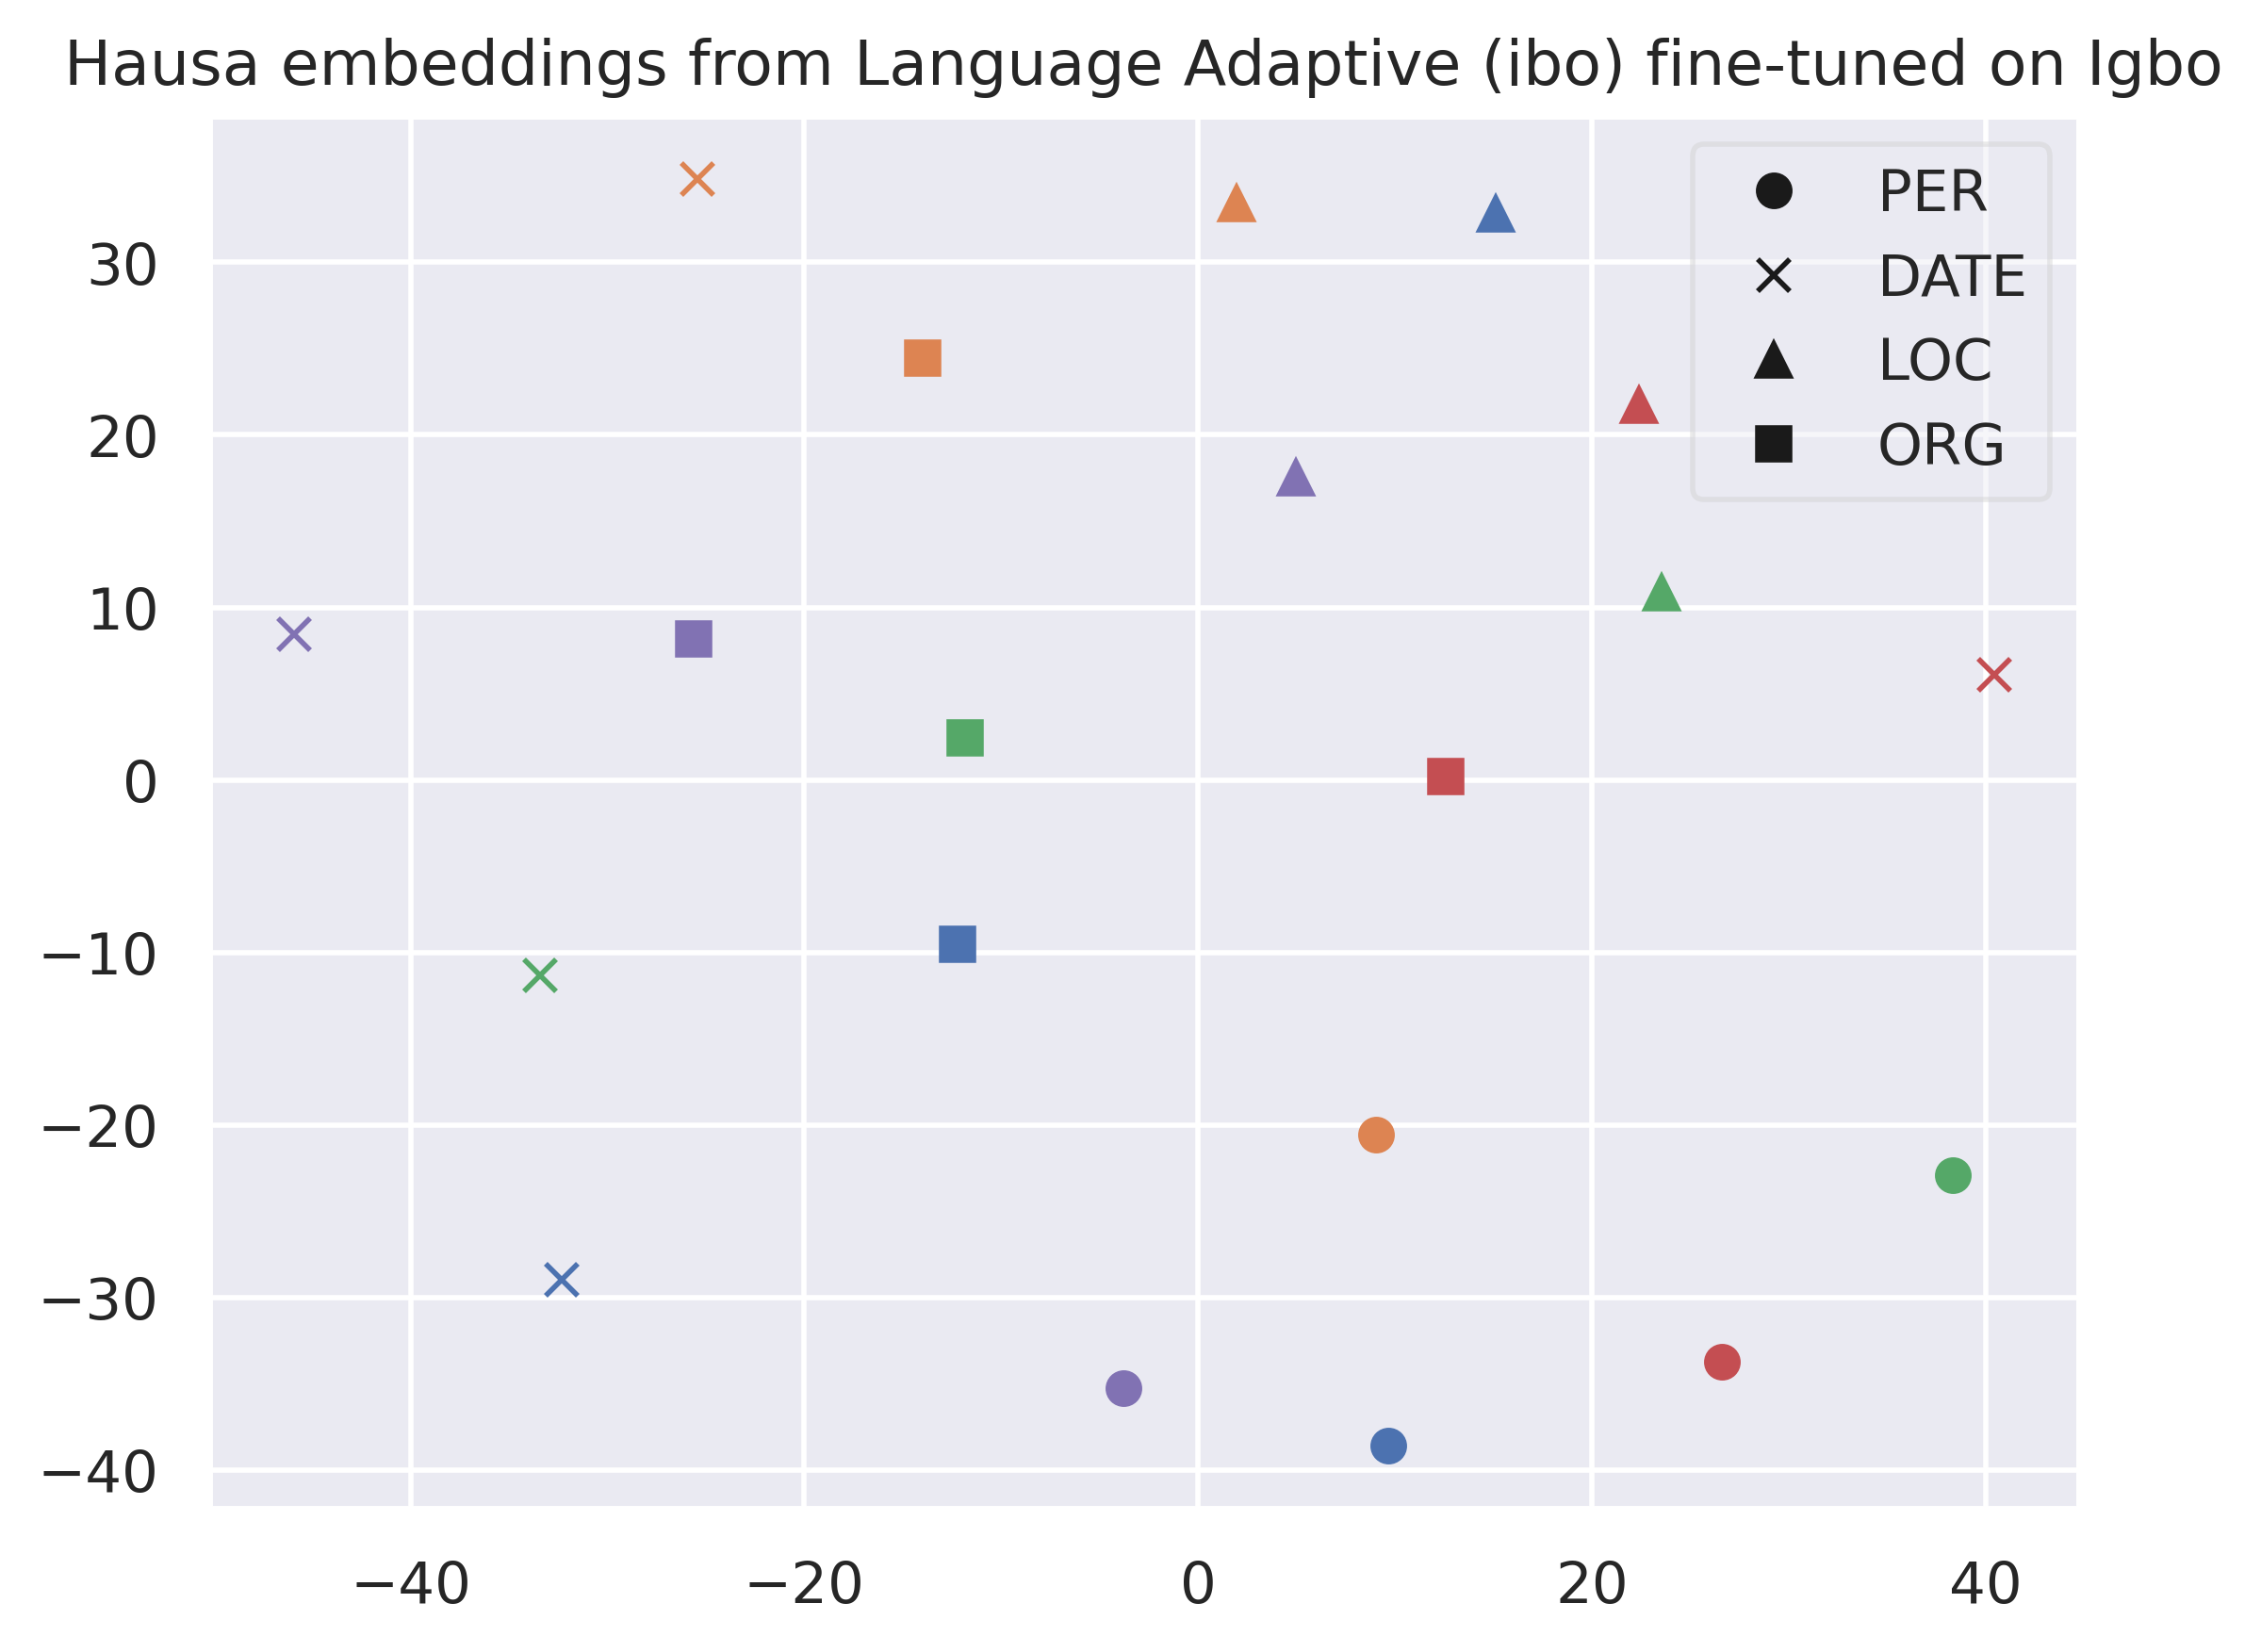 Hausa embeddings from Language Adaptive (ibo) fine-tuned on Igbo
PER
DATE
LOC
ORG
30
20
10
0
−10
−20
−30
−40
−40 −20 0 20 40